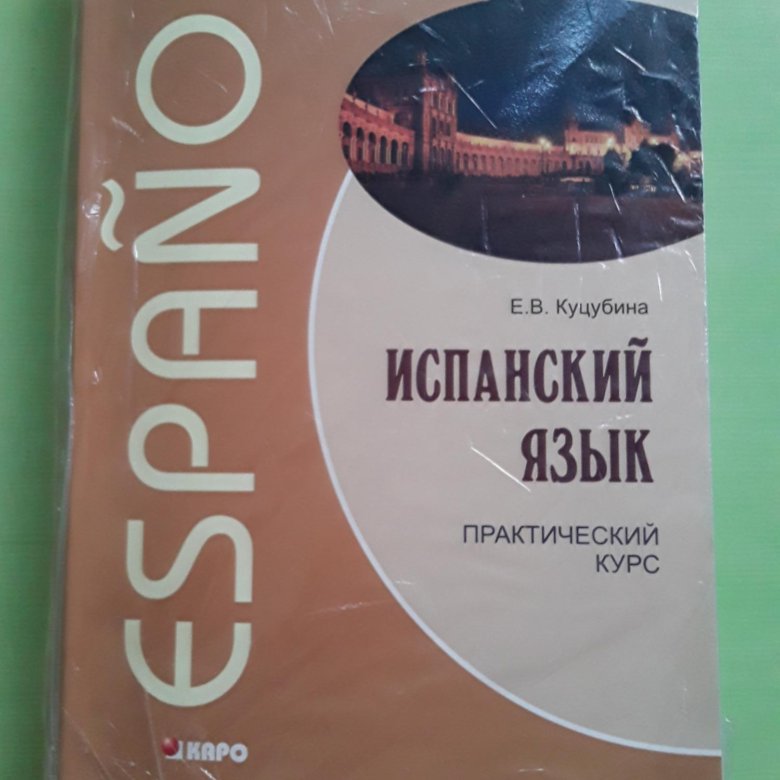 ESPAÑO
Е.В. Куцубина
ИСПАНСКИЙ
ЯЗЫК
ПРАКТИЧЕСКИЙ
КУРС
КАРО